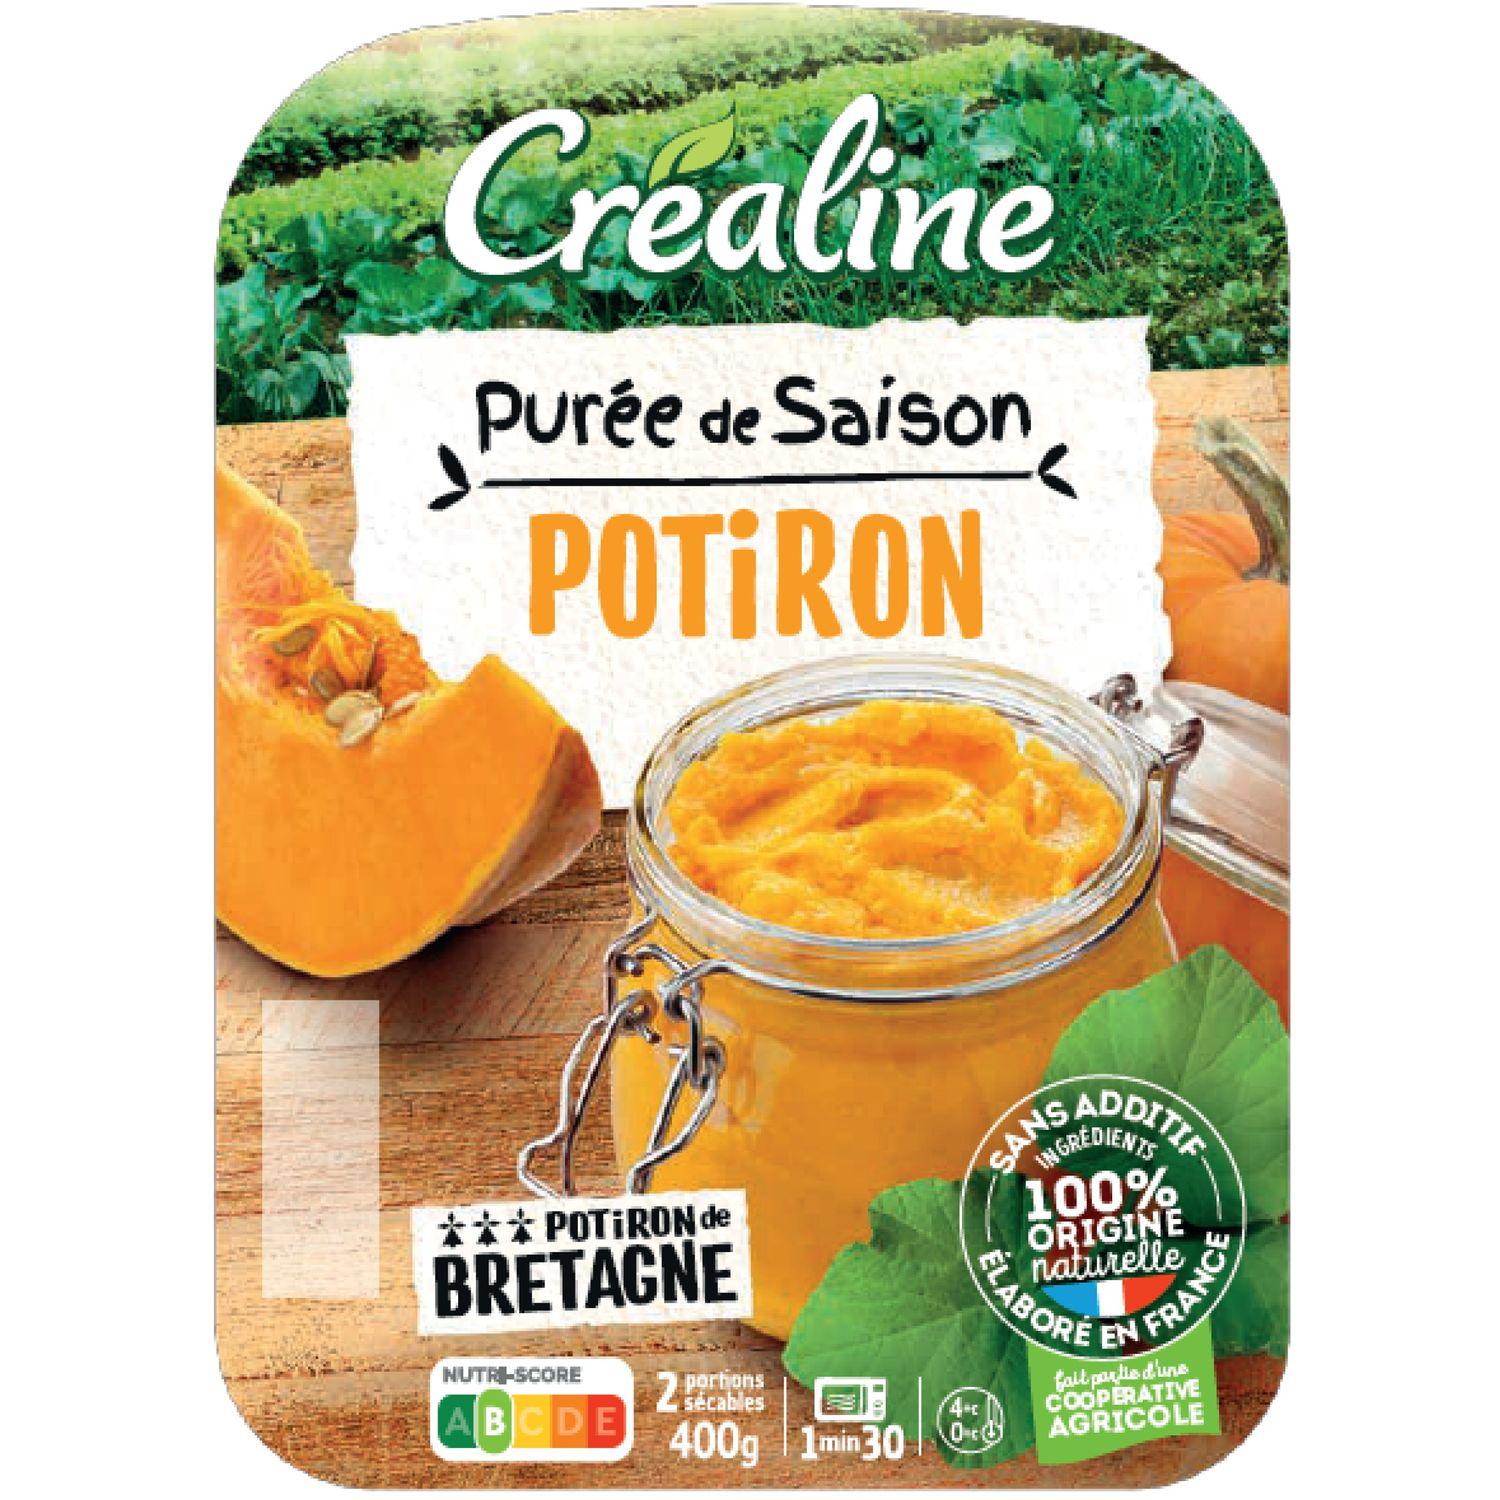 Créaline
Purée de Saison
POTiRON
POTiRON de
BRETAGNE
SANS ADDITIF
INGRÉDIENTS
100%
ORIGINE
naturelle
ÉLABORÉ EN FRANCE
fait partie d'une
COOPÉRATIVE
AGRICOLE
NUTRI-SCORE
A B C D E
2 portions
sécables
400g
1min30
4°C
0°C